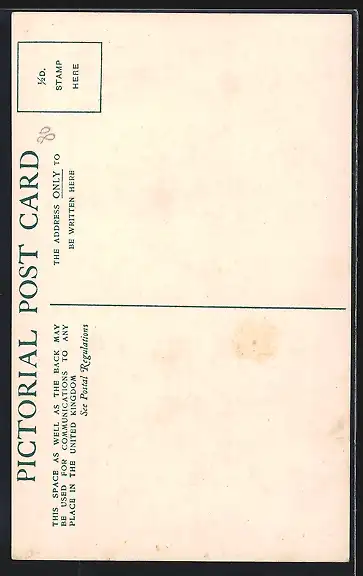 PICTORIAL POST CARD
THIS SPACE AS WELL AS THE BACK MAY
BE USED FOR COMMUNICATIONS TO ANY
PLACE IN THE UNITED KINGDOM
See Postal Regulations
THE ADDRESS ONLY TO
BE WRITTEN HERE
½D.
STAMP
HERE
80